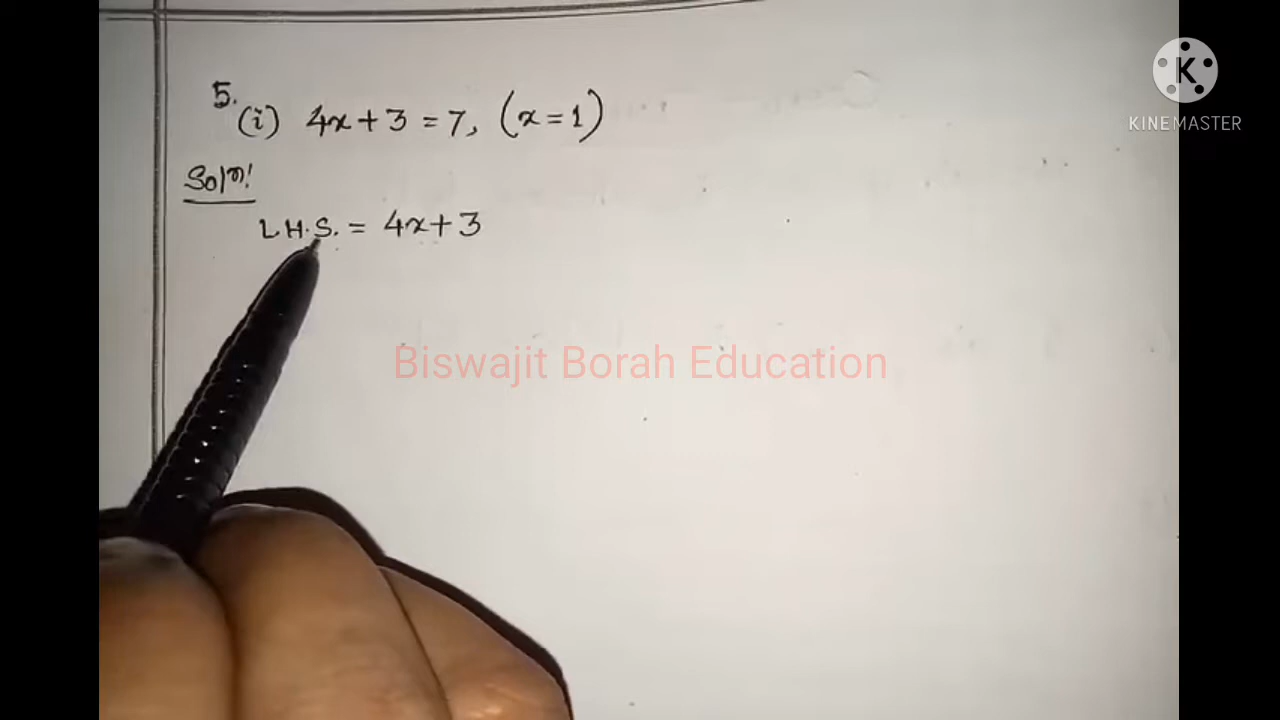 5.
(i) 4x+3=7, (x=1)
Solⁿ!
L.H.S. = 4x+3
Biswajit Borah Education
K
KINEMASTER